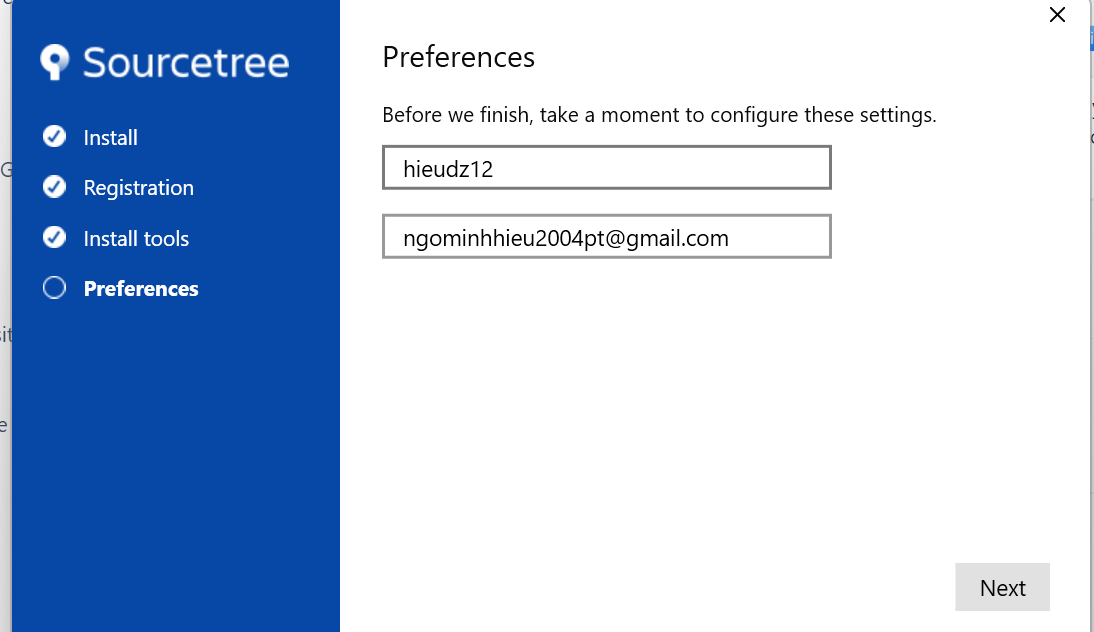 Sourcetree
Install
Registration
Install tools
Preferences
Preferences
Before we finish, take a moment to configure these settings.
hieudz12
ngominhhieu2004pt@gmail.com
Next